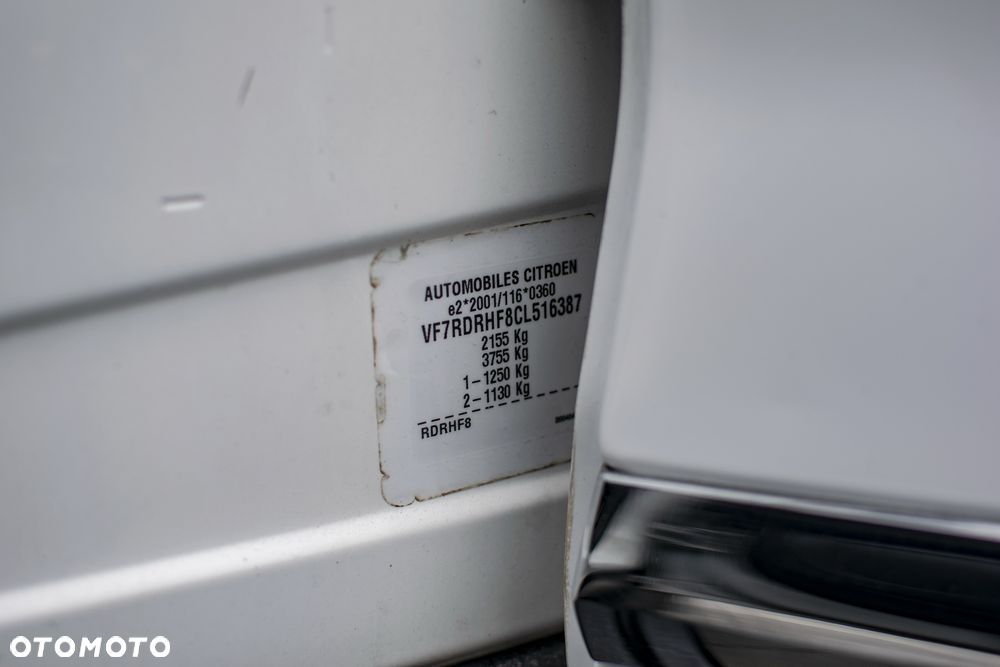 AUTOMOBILES CITROEN
e2*2001/116*0360
VF7RDRHF8CL516387
2155 Kg
3755 Kg
1-1250 Kg
2-1130 Kg
RDRHF8
OTOMOTO